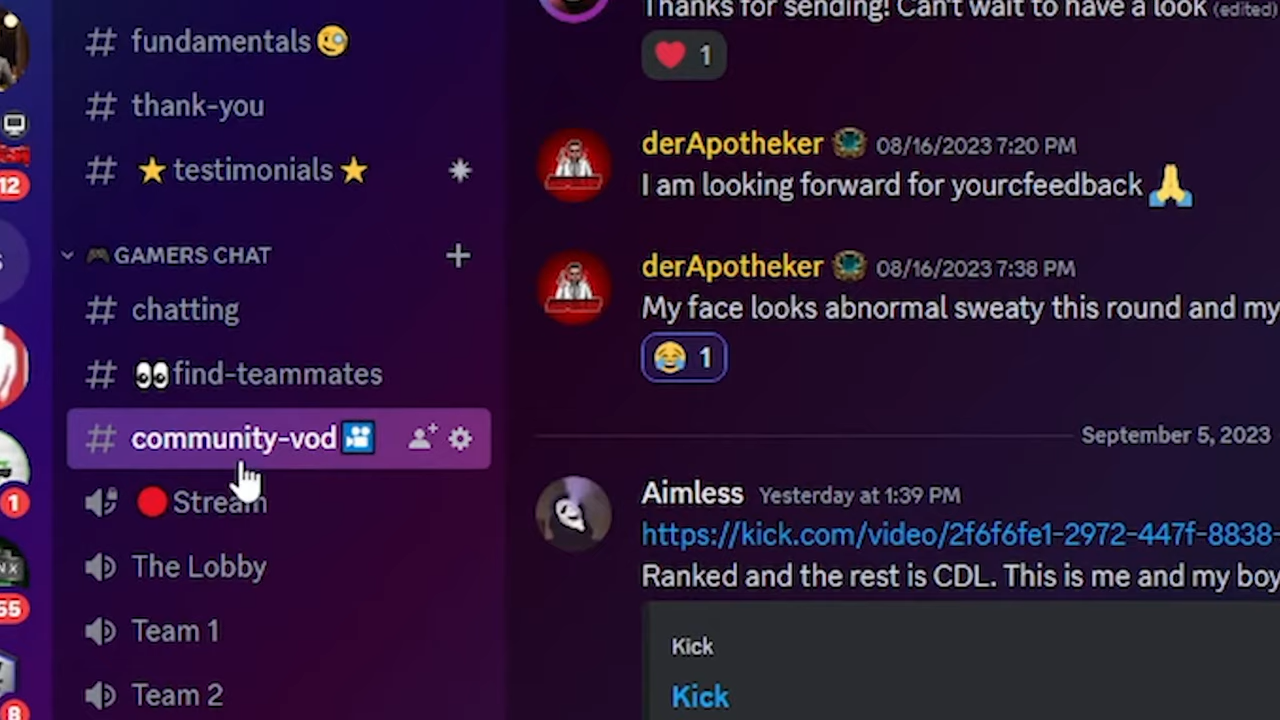 fundamentals
thank-you
testimonials
GAMERS CHAT
chatting
find-teammates
community-vod
Stream
The Lobby
Team 1
Team 2
12
1
55
8
Thanks for sending! Can't wait to have a look (edited)
1
derApotheker 08/16/2023 7:20 PM
I am looking forward for yourcfeedback
derApotheker 08/16/2023 7:38 PM
My face looks abnormal sweaty this round and my
1
September 5, 2023
Aimless Yesterday at 1:39 PM
https://kick.com/video/2f6f6fe1-2972-447f-8838-
Ranked and the rest is CDL. This is me and my boy
Kick
Kick